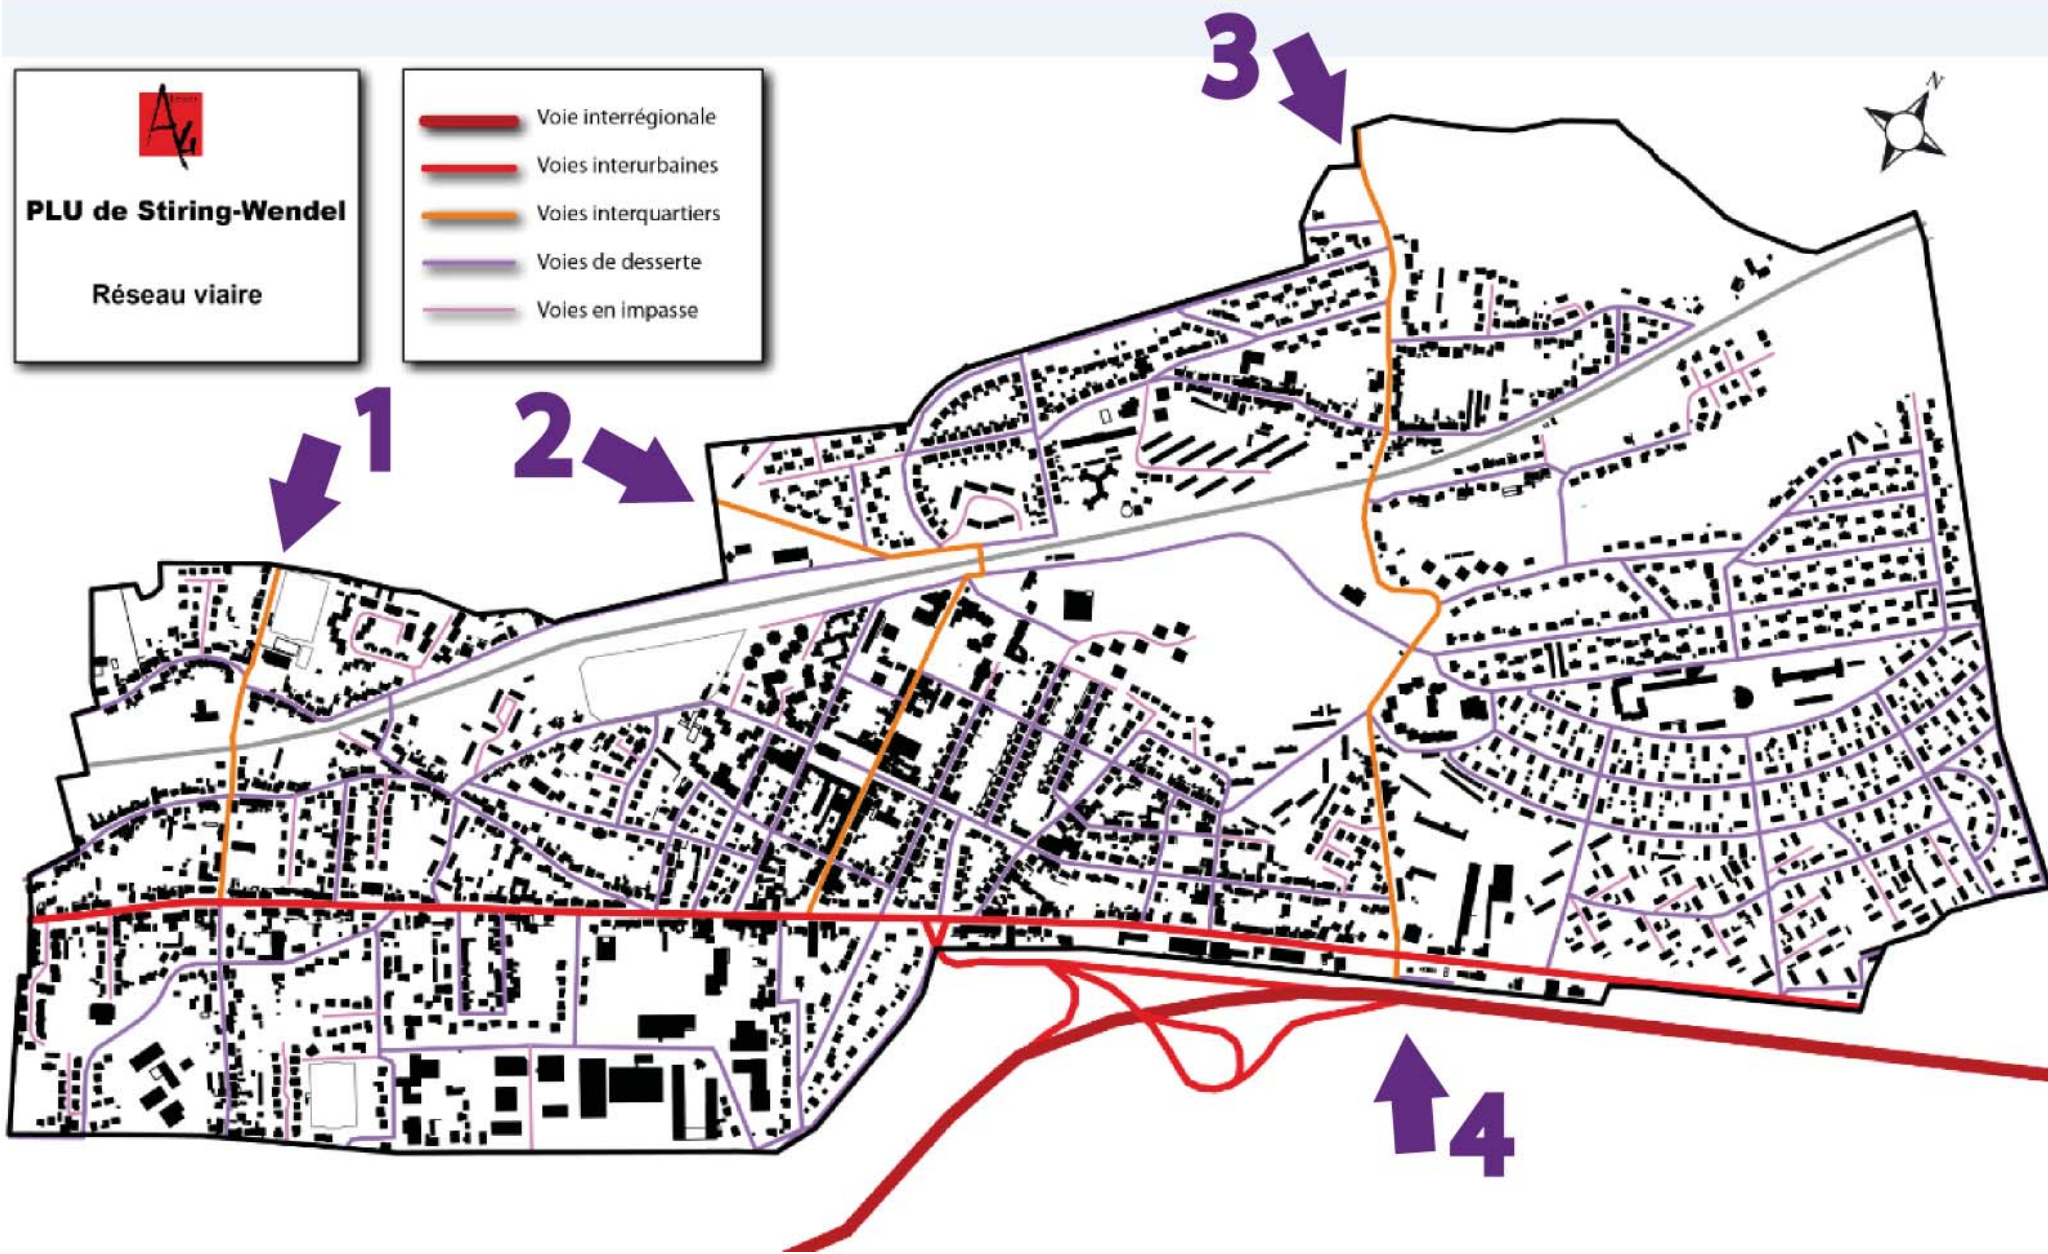 3
N
PLU de Stiring-Wendel
Réseau viaire
Voie interrégionale
Voies interurbaines
Voies interquartiers
Voies de desserte
Voies en impasse
1
2
4